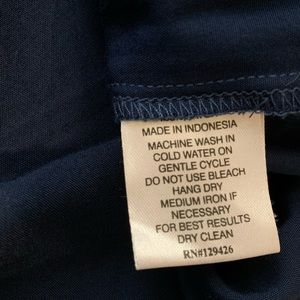 MADE IN INDONESIA
MACHINE WASH IN
COLD WATER ON
GENTLE CYCLE
DO NOT USE BLEACH
HANG DRY
MEDIUM IRON IF
NECESSARY
FOR BEST RESULTS
DRY CLEAN
RN#129426